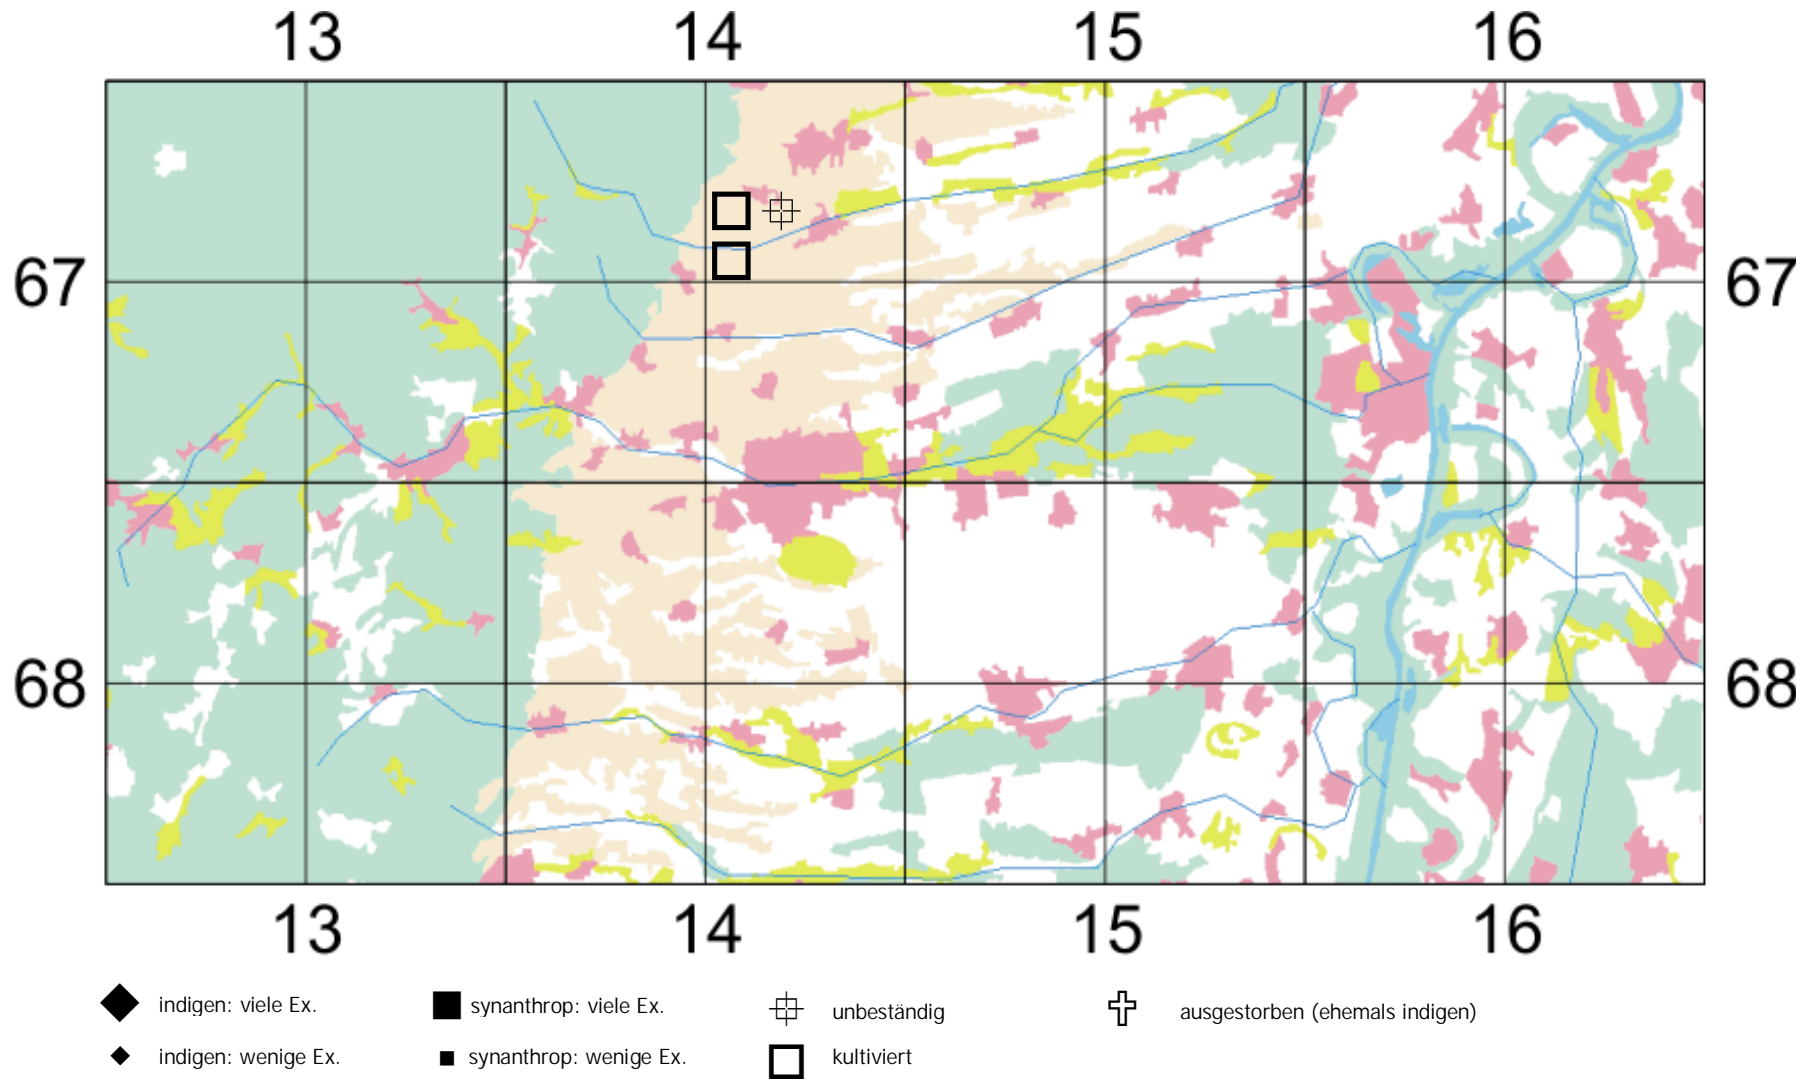 13 14 15 16
67 67
68 68
13 14 15 16
indigen: viele Ex. synanthrop: viele Ex. unbeständig ausgestorben (ehemals indigen)
indigen: wenige Ex. synanthrop: wenige Ex. kultiviert